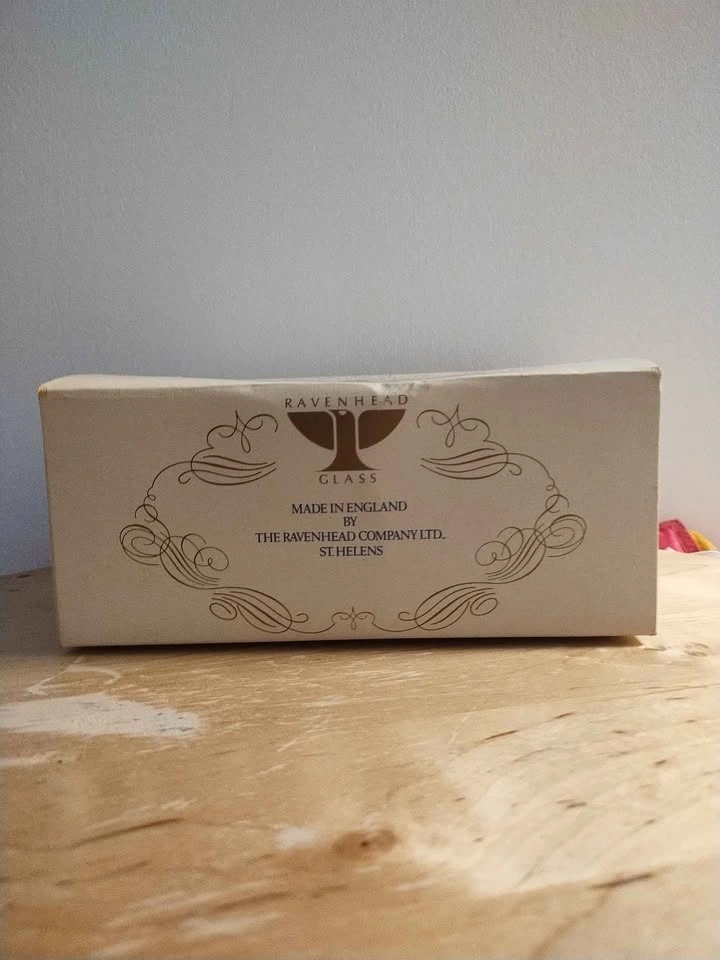 RAVENHEAD
GLASS
MADE IN ENGLAND
BY
THE RAVENHEAD COMPANY LTD.,
ST. HELENS